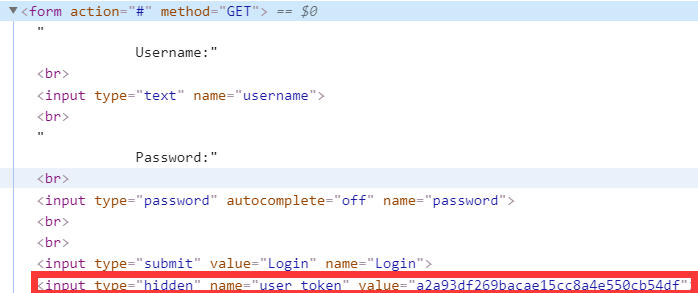 ▼<form action="#" method="GET"> == $0
"
Username:"
<br>
<input type="text" name="username">
<br>
"
Password:"
<br>
<input type="password" autocomplete="off" name="password">
<br>
<br>
<input type="submit" value="Login" name="Login">
<input type="hidden" name="user_token" value="a2a93df269bacae15cc8a4e550cb54df"